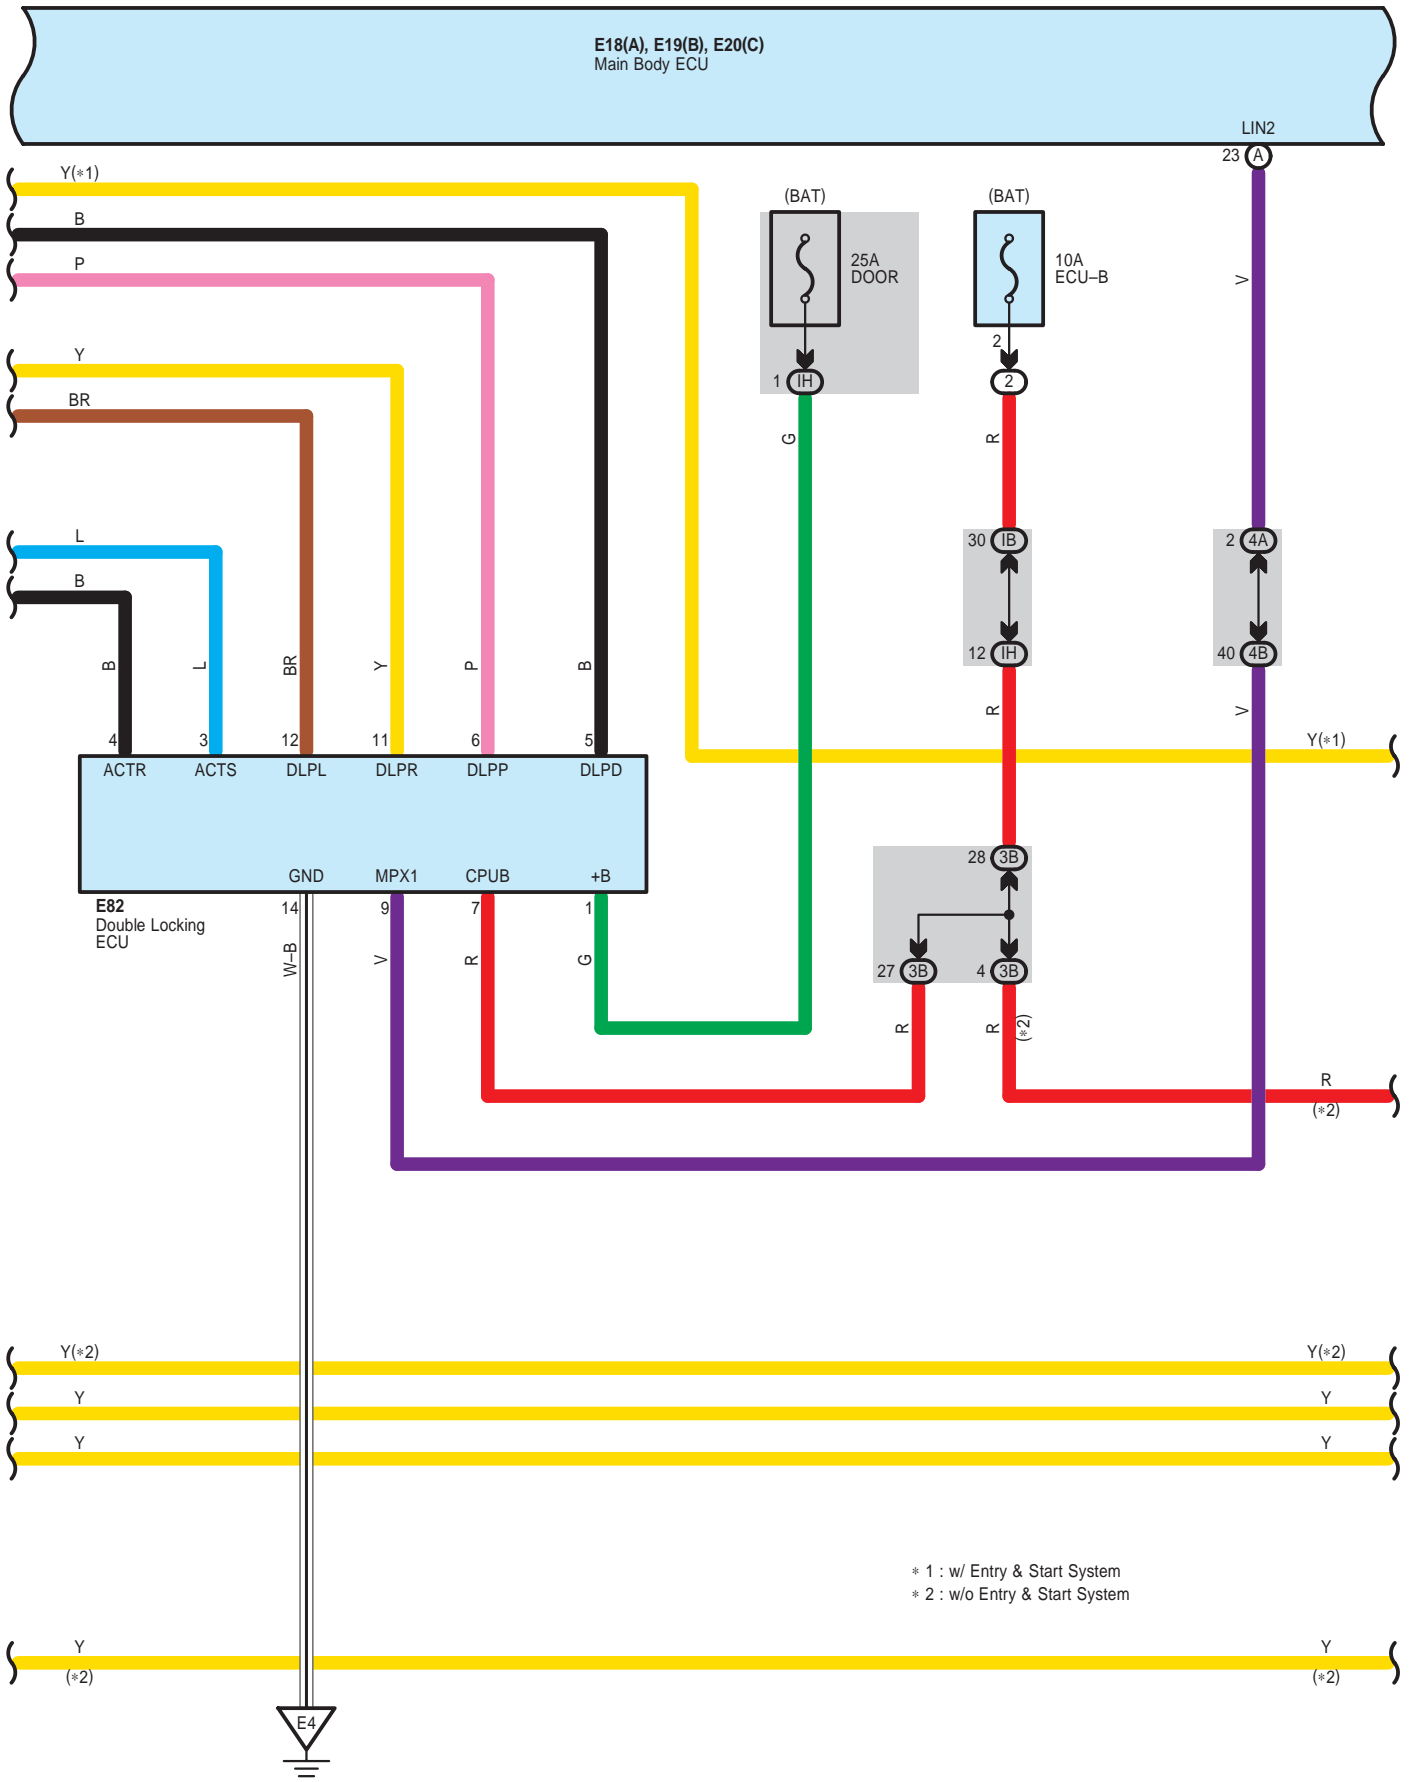 E18(A), E19(B), E20(C)
Main Body ECU
LIN2
23 A
Y(*1)
B
P
Y
BR
L
B
(BAT)
(BAT)
25A
DOOR
10A
ECU–B
V
2
1 IH
2
G
R
30 IB
2 4A
12 IH
40 4B
B
L
BR
Y
P
B
R
V
4
3
12
11
6
5
Y(*1)
ACTR
ACTS
DLPL
DLPR
DLPP
DLPD
GND
MPX1
CPUB
+B
28 3B
E82
Double Locking
ECU
14
9
7
1
W–B
V
R
G
27 3B
4 3B
R
R
(*2)
R
(*2)
Y(*2)
Y(*2)
Y
Y
Y
Y
* 1 : w/ Entry & Start System
* 2 : w/o Entry & Start System
Y
(*2)
Y
(*2)
E4